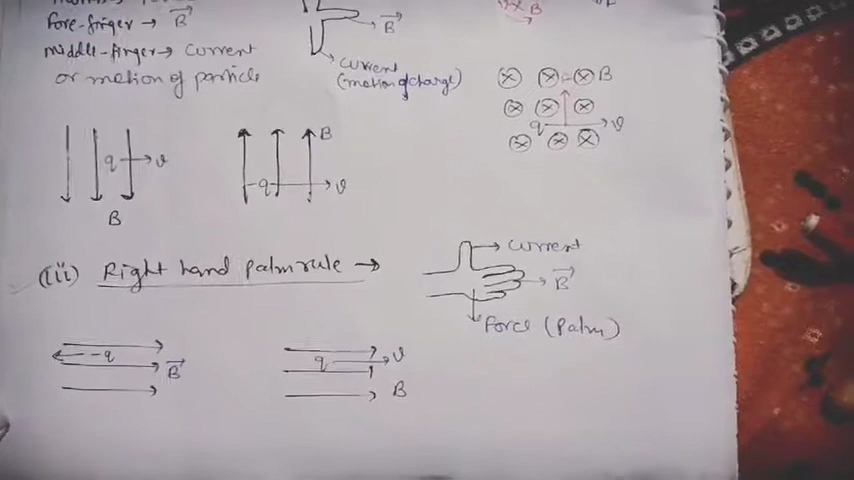 Fore-finger → B
middle-finger → Current
or motion of particle
B
Current
(motion of charge)
B
B
q v
q v
B
B
q v
(ii) Right hand palm rule →
Current
B
Force (Palm)
-q
B
q v
B